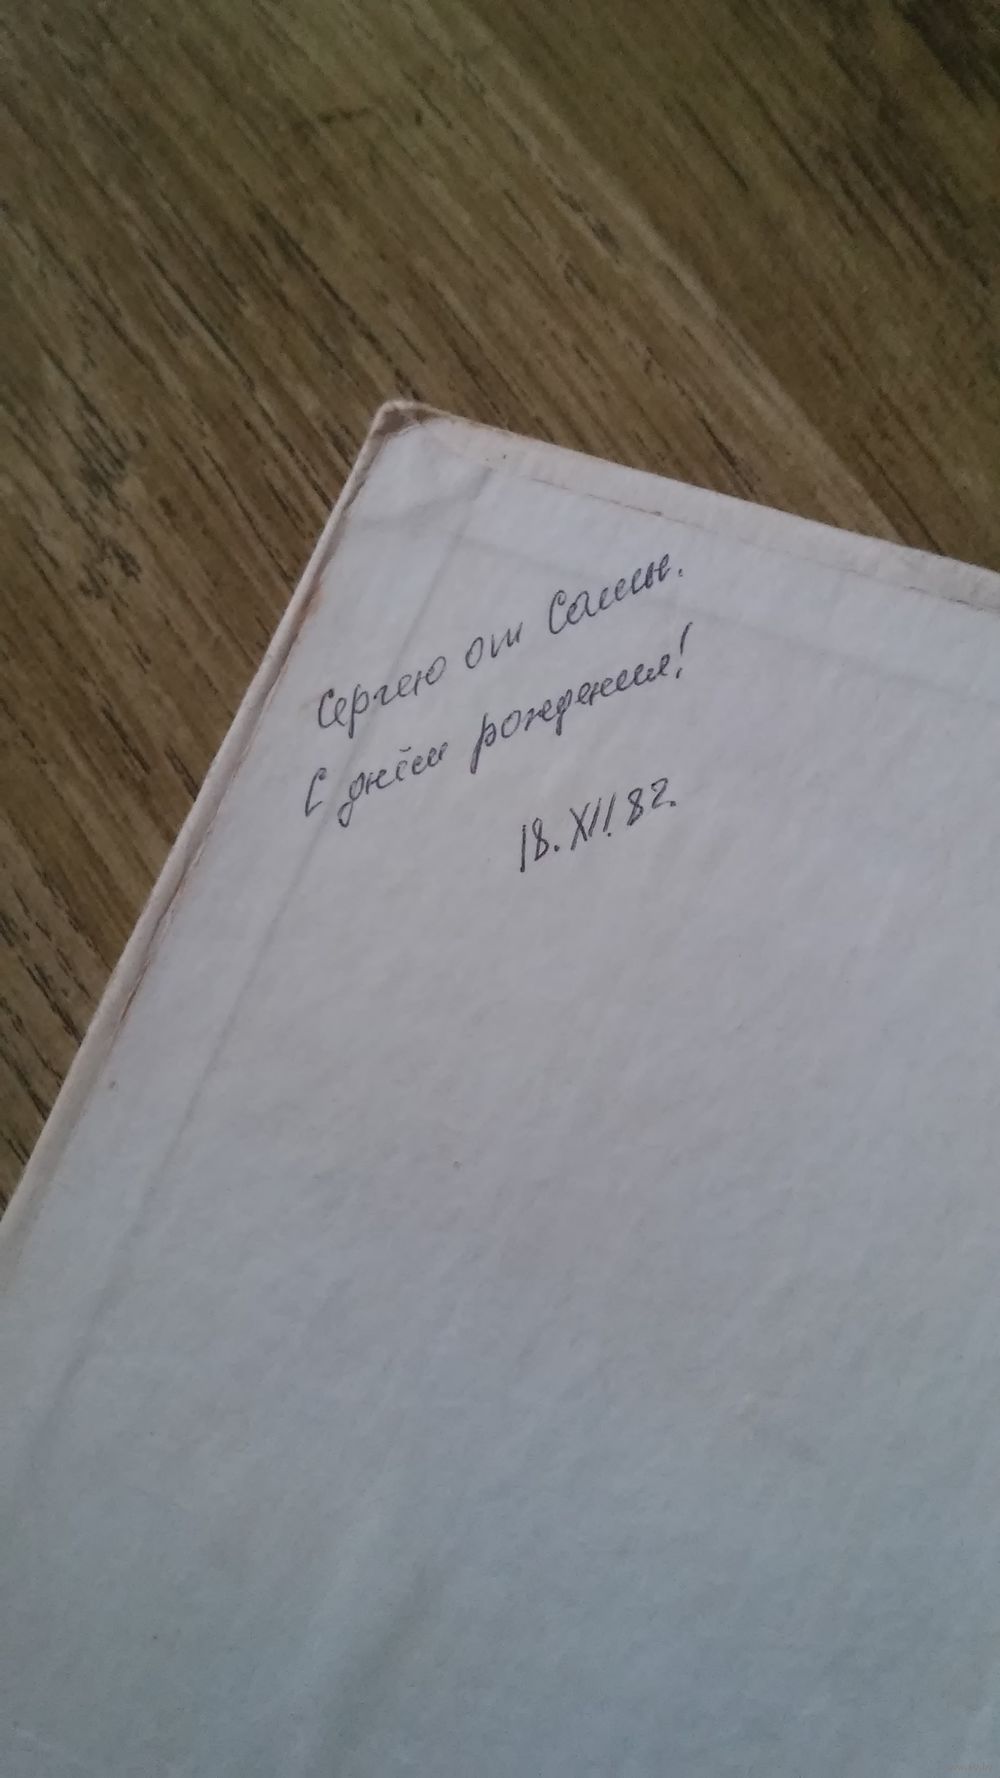 Сергею от Саши.
С днём рождения!
18.XII.82.